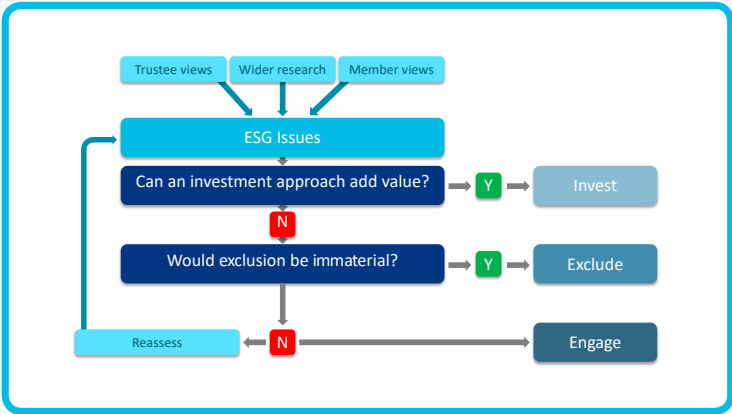 Trustee views
Wider research
Member views
ESG Issues
Can an investment approach add value?
Y
Invest
N
Would exclusion be immaterial?
Y
Exclude
Reassess
N
Engage